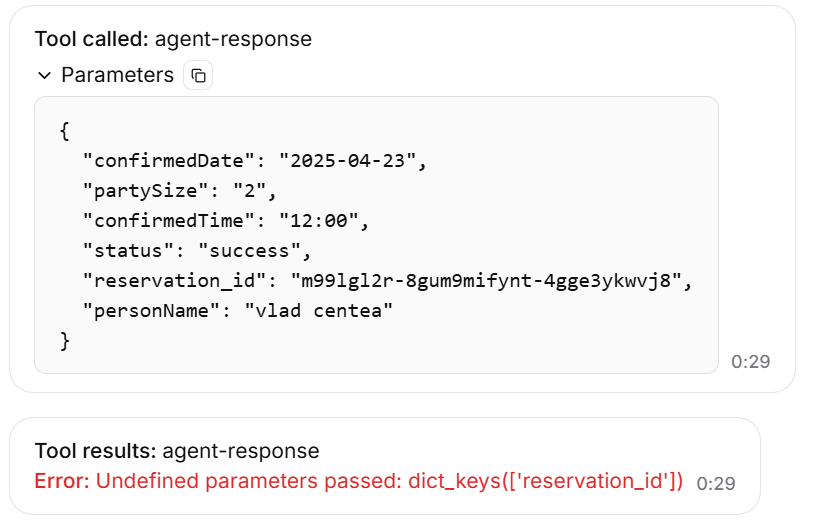 Tool called: agent-response
Parameters
{
"confirmedDate": "2025-04-23",
"partySize": "2",
"confirmedTime": "12:00",
"status": "success",
"reservation_id": "m99lgl2r-8gum9mifynt-4gge3ykwvj8",
"personName": "vlad centea"
}
0:29
Tool results: agent-response
Error: Undefined parameters passed: dict_keys(['reservation_id']) 0:29